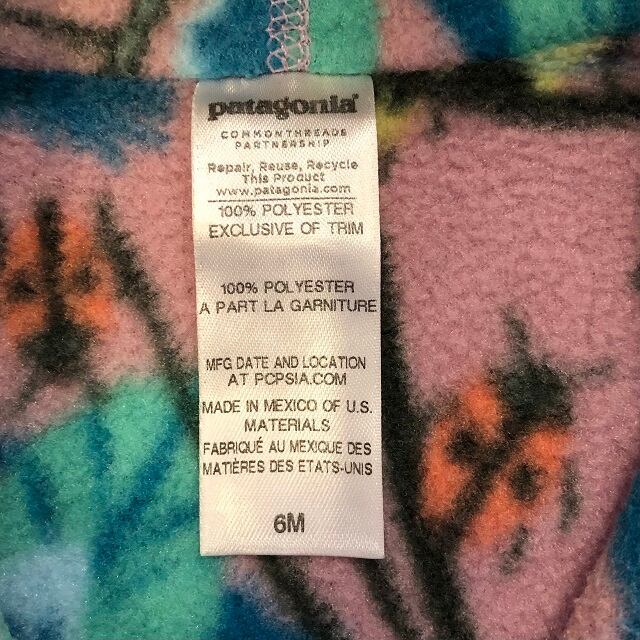 patagonia®
COMMONTHREADS
PARTNERSHIP
Repair, Reuse, Recycle
This Product
www.patagonia.com
100% POLYESTER
EXCLUSIVE OF TRIM
100% POLYESTER
A PART LA GARNITURE
MFG DATE AND LOCATION
AT PCPSIA.COM
MADE IN MEXICO OF U.S.
MATERIALS
FABRIQUÉ AU MEXIQUE DES
MATIÈRES DES ETATS-UNIS
6M